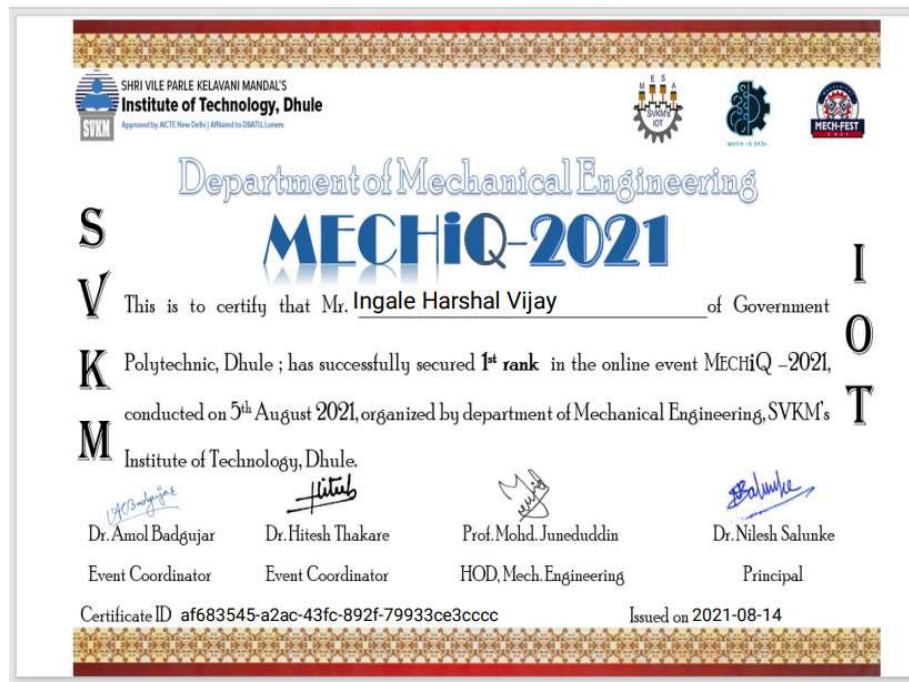 SHRI VILE PARLE KELAVANI MANDAL'S
Institute of Technology, Dhule
Approved by AICTE New Delhi | Affiliated to DBATU, Lonere
SVKM
M E S A
SVKM's
IOT
MECH-FEST
Department of Mechanical Engineering
MECHiQ-2021
SVKM
IOT
This is to certify that Mr. Ingale Harshal Vijay of Government
Polytechnic, Dhule ; has successfully secured 1st rank in the online event MECHiQ –2021,
conducted on 5th August 2021, organized by department of Mechanical Engineering, SVKM's
Institute of Technology, Dhule.
Dr. Amol Badgujar Dr. Hitesh Thakare Prof. Mohd. Juneduddin Dr. Nilesh Salunke
Event Coordinator Event Coordinator HOD, Mech. Engineering Principal
Certificate ID af683545-a2ac-43fc-892f-79933ce3cccc Issued on 2021-08-14